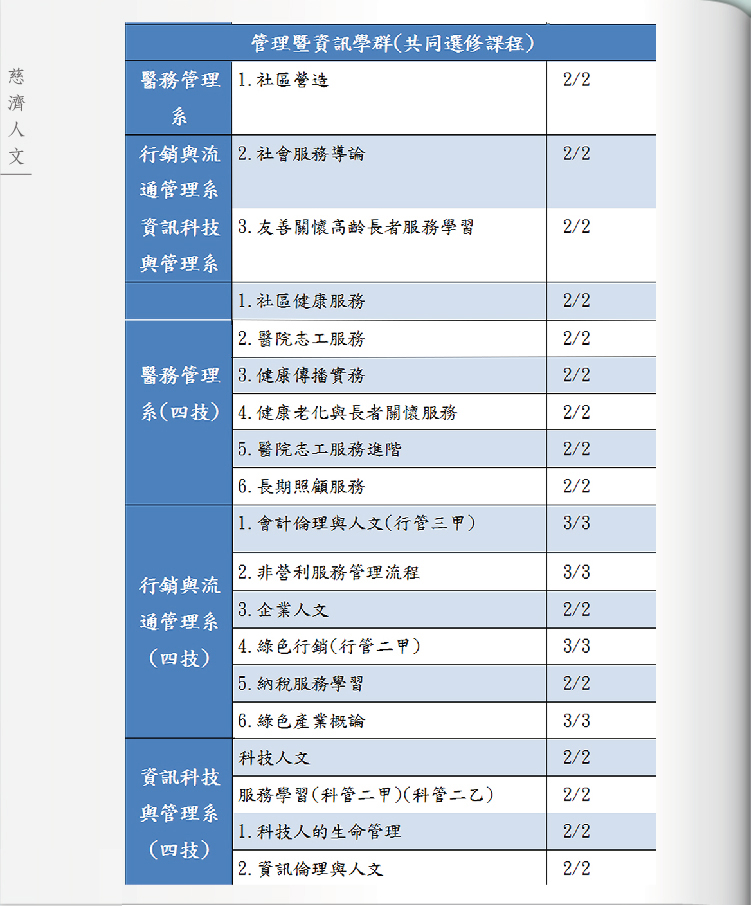 慈濟人文
管理暨資訊學群(共同選修課程)
醫務管理
系
1.社區營造 2/2
行銷與流
通管理系
2.社會服務導論 2/2
資訊科技
與管理系
3.友善關懷高齡長者服務學習 2/2
1.社區健康服務 2/2
醫務管理
系(四技)
2.醫院志工服務 2/2
3.健康傳播實務 2/2
4.健康老化與長者關懷服務 2/2
5.醫院志工服務進階 2/2
6.長期照顧服務 2/2
行銷與流
通管理系
(四技)
1.會計倫理與人文(行管三甲) 3/3
2.非營利服務管理流程 3/3
3.企業人文 2/2
4.綠色行銷(行管二甲) 3/3
5.納稅服務學習 2/2
6.綠色產業概論 3/3
資訊科技
與管理系
(四技)
科技人文 2/2
服務學習(科管二甲)(科管二乙) 2/2
1.科技人的生命管理 2/2
2.資訊倫理與人文 2/2